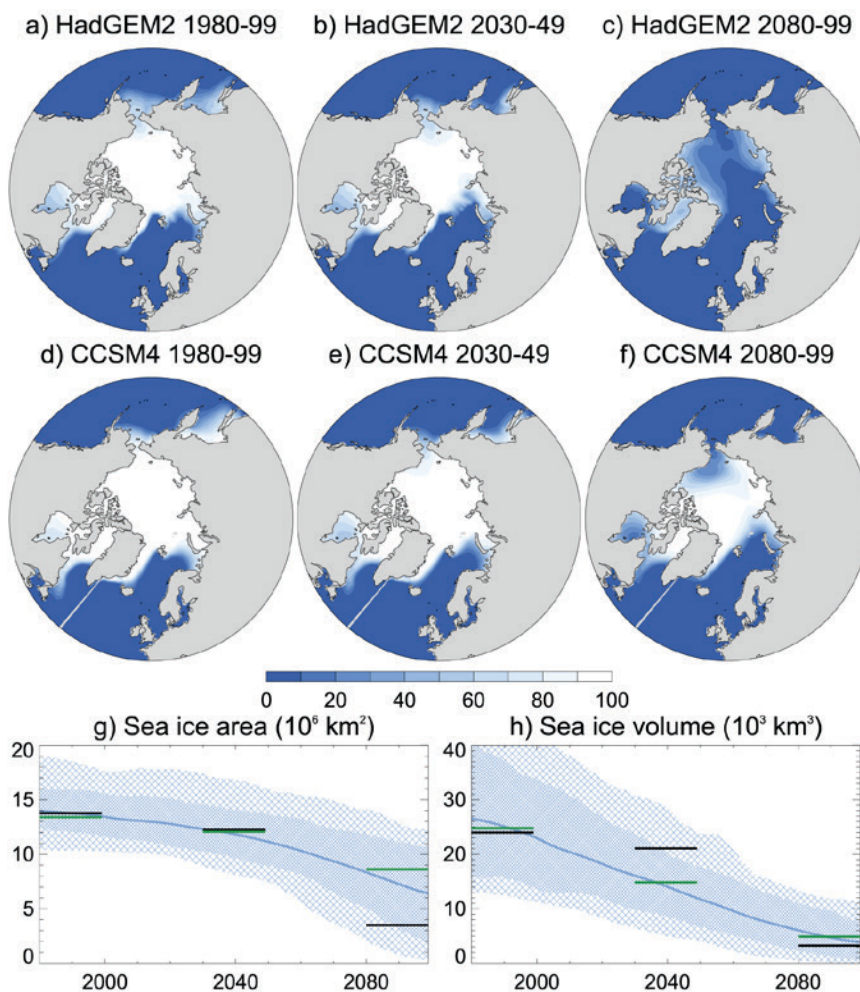 a) HadGEM2 1980-99 b) HadGEM2 2030-49 c) HadGEM2 2080-99
d) CCSM4 1980-99 e) CCSM4 2030-49 f) CCSM4 2080-99
0 20 40 60 80 100
g) Sea ice area (10⁶ km²) h) Sea ice volume (10³ km³)
20 40
15 30
10 20
5 10
0 0
2000 2040 2080 2000 2040 2080